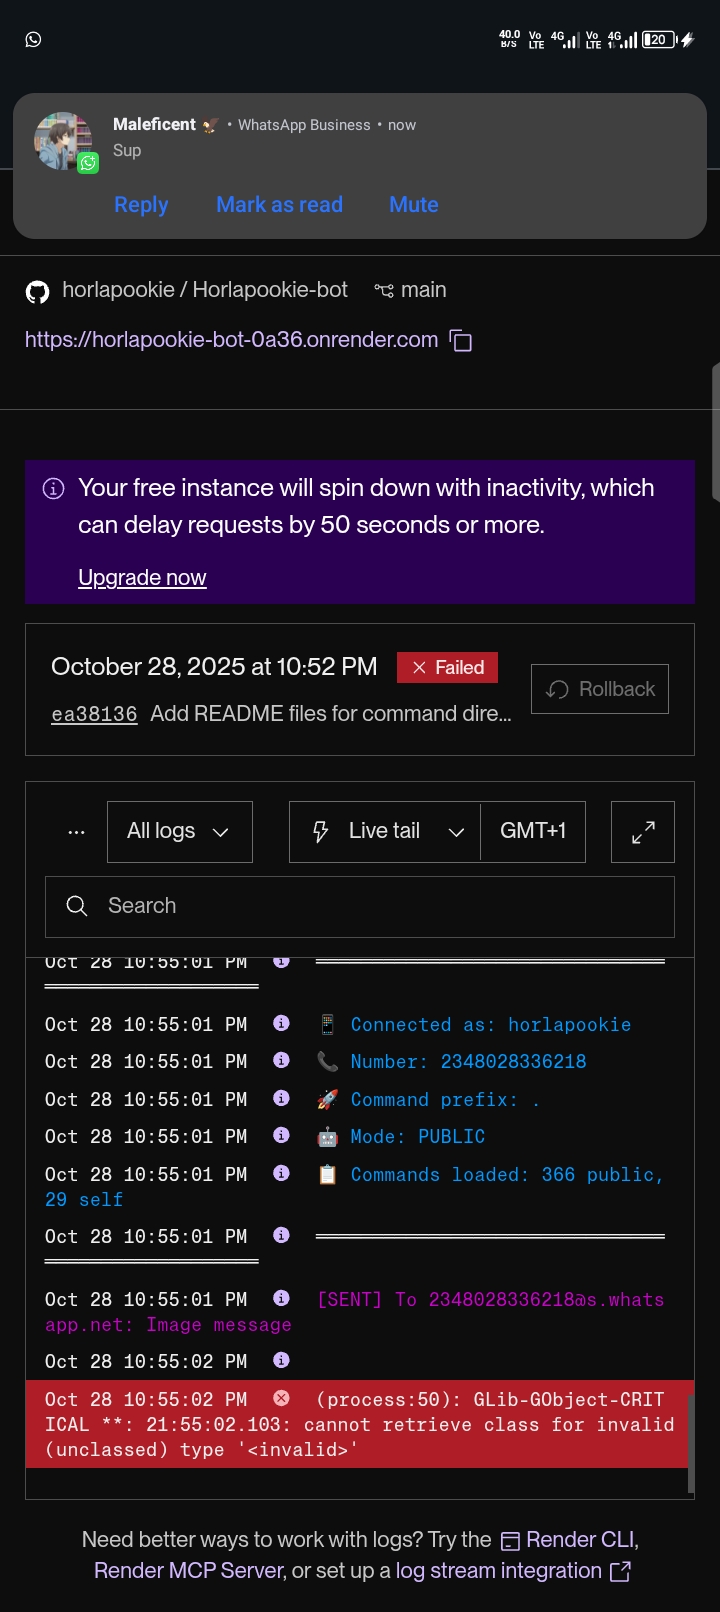 40.0 B/S Vo LTE 4G Vo LTE 4G 20
Maleficent 🦅 • WhatsApp Business • now
Sup
Reply Mark as read Mute
horlapookie / Horlapookie-bot main
https://horlapookie-bot-0a36.onrender.com
Your free instance will spin down with inactivity, which
can delay requests by 50 seconds or more.
Upgrade now
October 28, 2025 at 10:52 PM Failed
Rollback
ea38136 Add README files for command dire...
... All logs Live tail GMT+1
Search
Oct 28 10:55:01 PM ═══════════════════════════════
═══════════════════
Oct 28 10:55:01 PM 📱 Connected as: horlapookie
Oct 28 10:55:01 PM 📞 Number: 2348028336218
Oct 28 10:55:01 PM 🚀 Command prefix: .
Oct 28 10:55:01 PM 🤖 Mode: PUBLIC
Oct 28 10:55:01 PM 📋 Commands loaded: 366 public,
29 self
Oct 28 10:55:01 PM ═══════════════════════════════
═══════════════════
Oct 28 10:55:01 PM [SENT] To 2348028336218@s.whats
app.net: Image message
Oct 28 10:55:02 PM
Oct 28 10:55:02 PM (process:50): GLib-GObject-CRIT
ICAL **: 21:55:02.103: cannot retrieve class for invalid
(unclassed) type '<invalid>'
Need better ways to work with logs? Try the Render CLI,
Render MCP Server, or set up a log stream integration